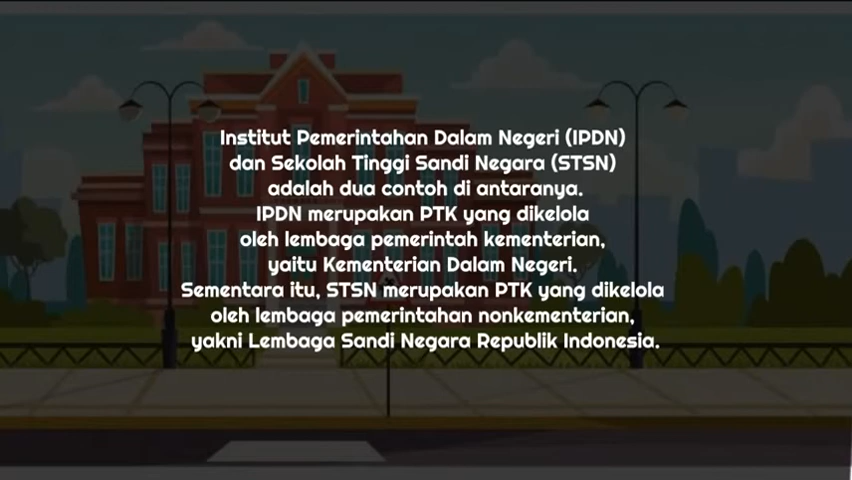 Institut Pemerintahan Dalam Negeri (IPDN)
dan Sekolah Tinggi Sandi Negara (STSN)
adalah dua contoh di antaranya.
IPDN merupakan PTK yang dikelola
oleh lembaga pemerintah kementerian,
yaitu Kementerian Dalam Negeri.
Sementara itu, STSN merupakan PTK yang dikelola
oleh lembaga pemerintahan nonkementerian,
yakni Lembaga Sandi Negara Republik Indonesia.